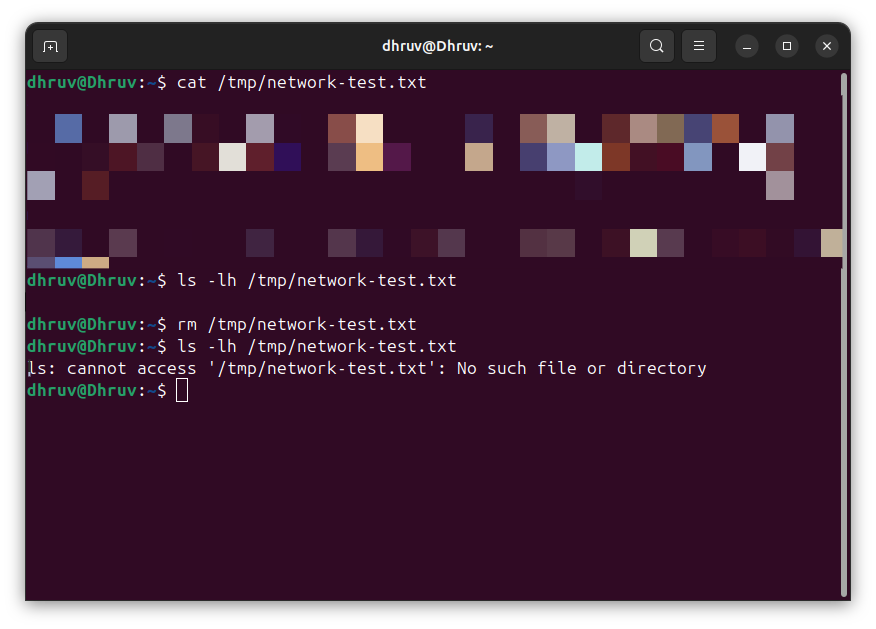 dhruv@Dhruv: ~
dhruv@Dhruv:~$ cat /tmp/network-test.txt
dhruv@Dhruv:~$ ls -lh /tmp/network-test.txt
dhruv@Dhruv:~$ rm /tmp/network-test.txt
dhruv@Dhruv:~$ ls -lh /tmp/network-test.txt
ls: cannot access '/tmp/network-test.txt': No such file or directory
dhruv@Dhruv:~$